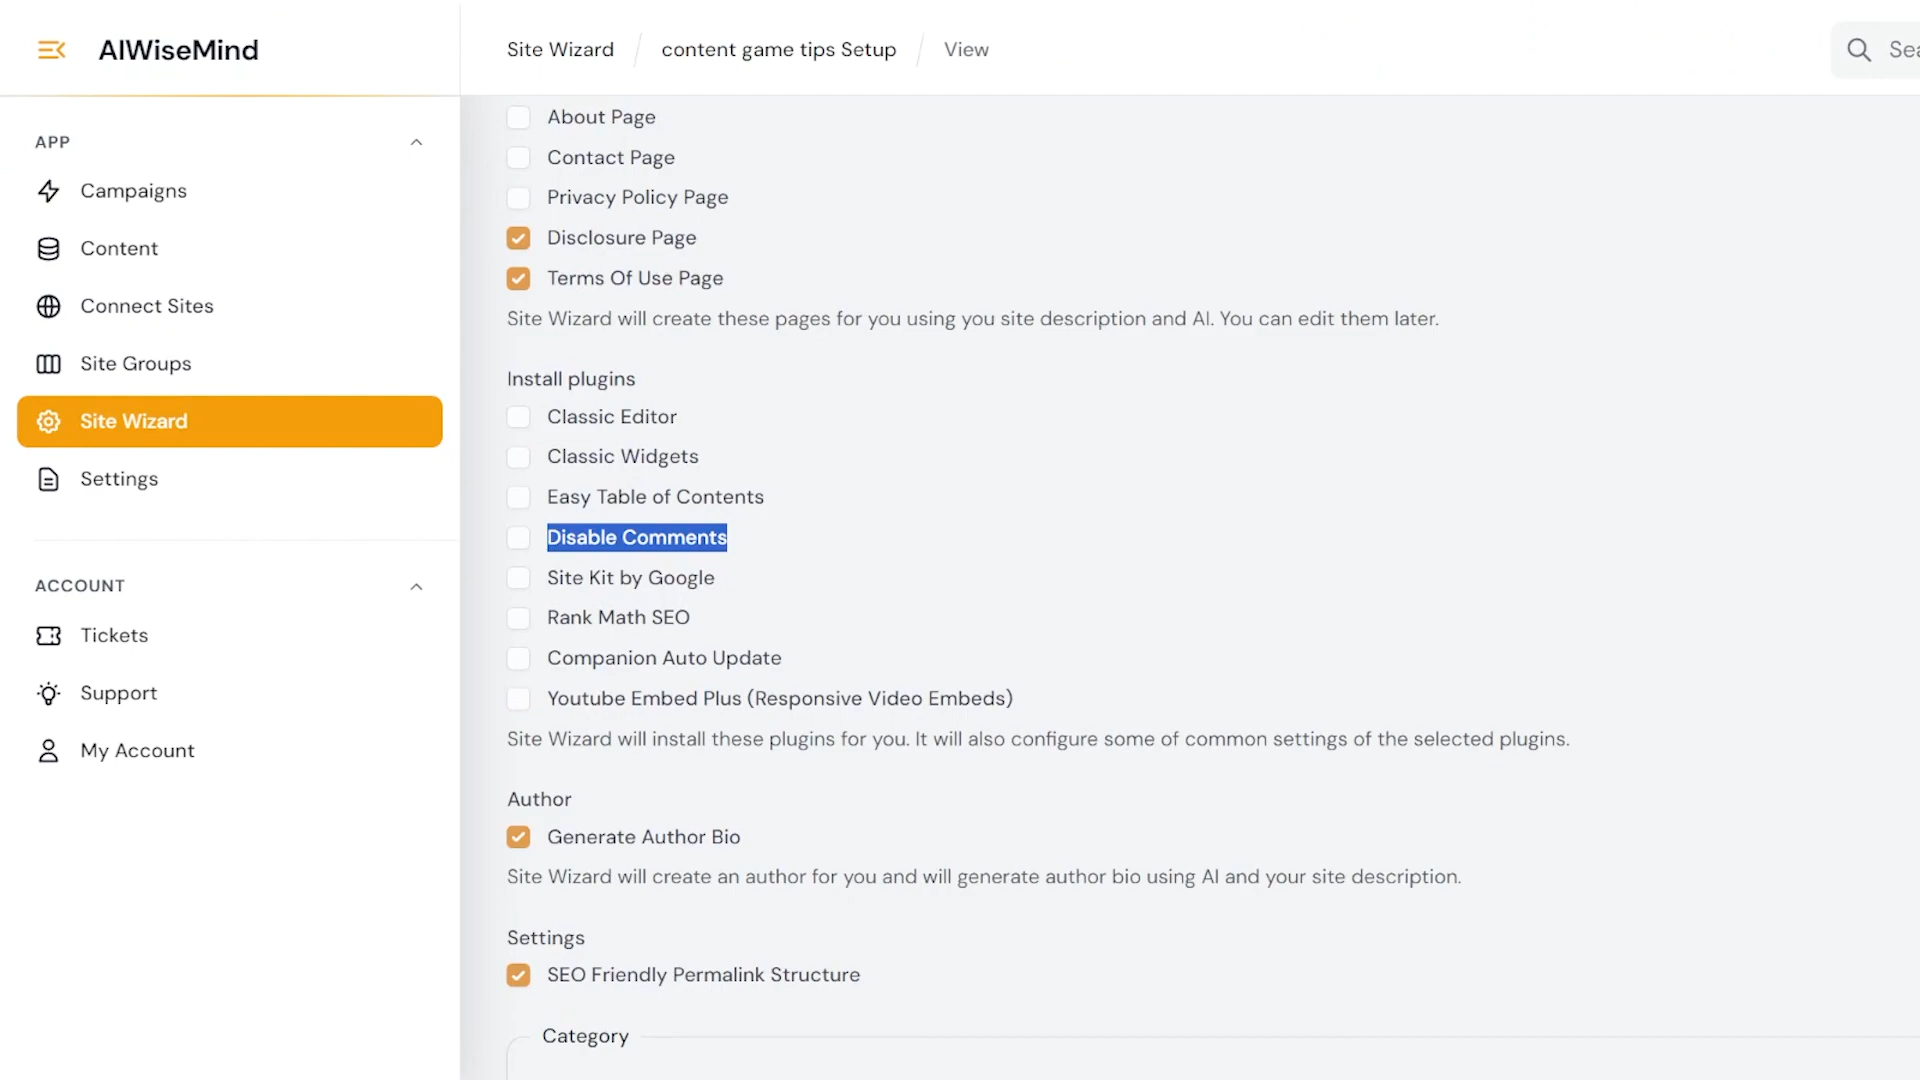 AIWiseMind
Site Wizard
content game tips Setup
View
APP
Campaigns
Content
Connect Sites
Site Groups
Site Wizard
Settings
ACCOUNT
Tickets
Support
My Account
About Page
Contact Page
Privacy Policy Page
Disclosure Page
Terms Of Use Page
Site Wizard will create these pages for you using you site description and AI. You can edit them later.
Install plugins
Classic Editor
Classic Widgets
Easy Table of Contents
Disable Comments
Site Kit by Google
Rank Math SEO
Companion Auto Update
Youtube Embed Plus (Responsive Video Embeds)
Site Wizard will install these plugins for you. It will also configure some of common settings of the selected plugins.
Author
Generate Author Bio
Site Wizard will create an author for you and will generate author bio using AI and your site description.
Settings
SEO Friendly Permalink Structure
Category